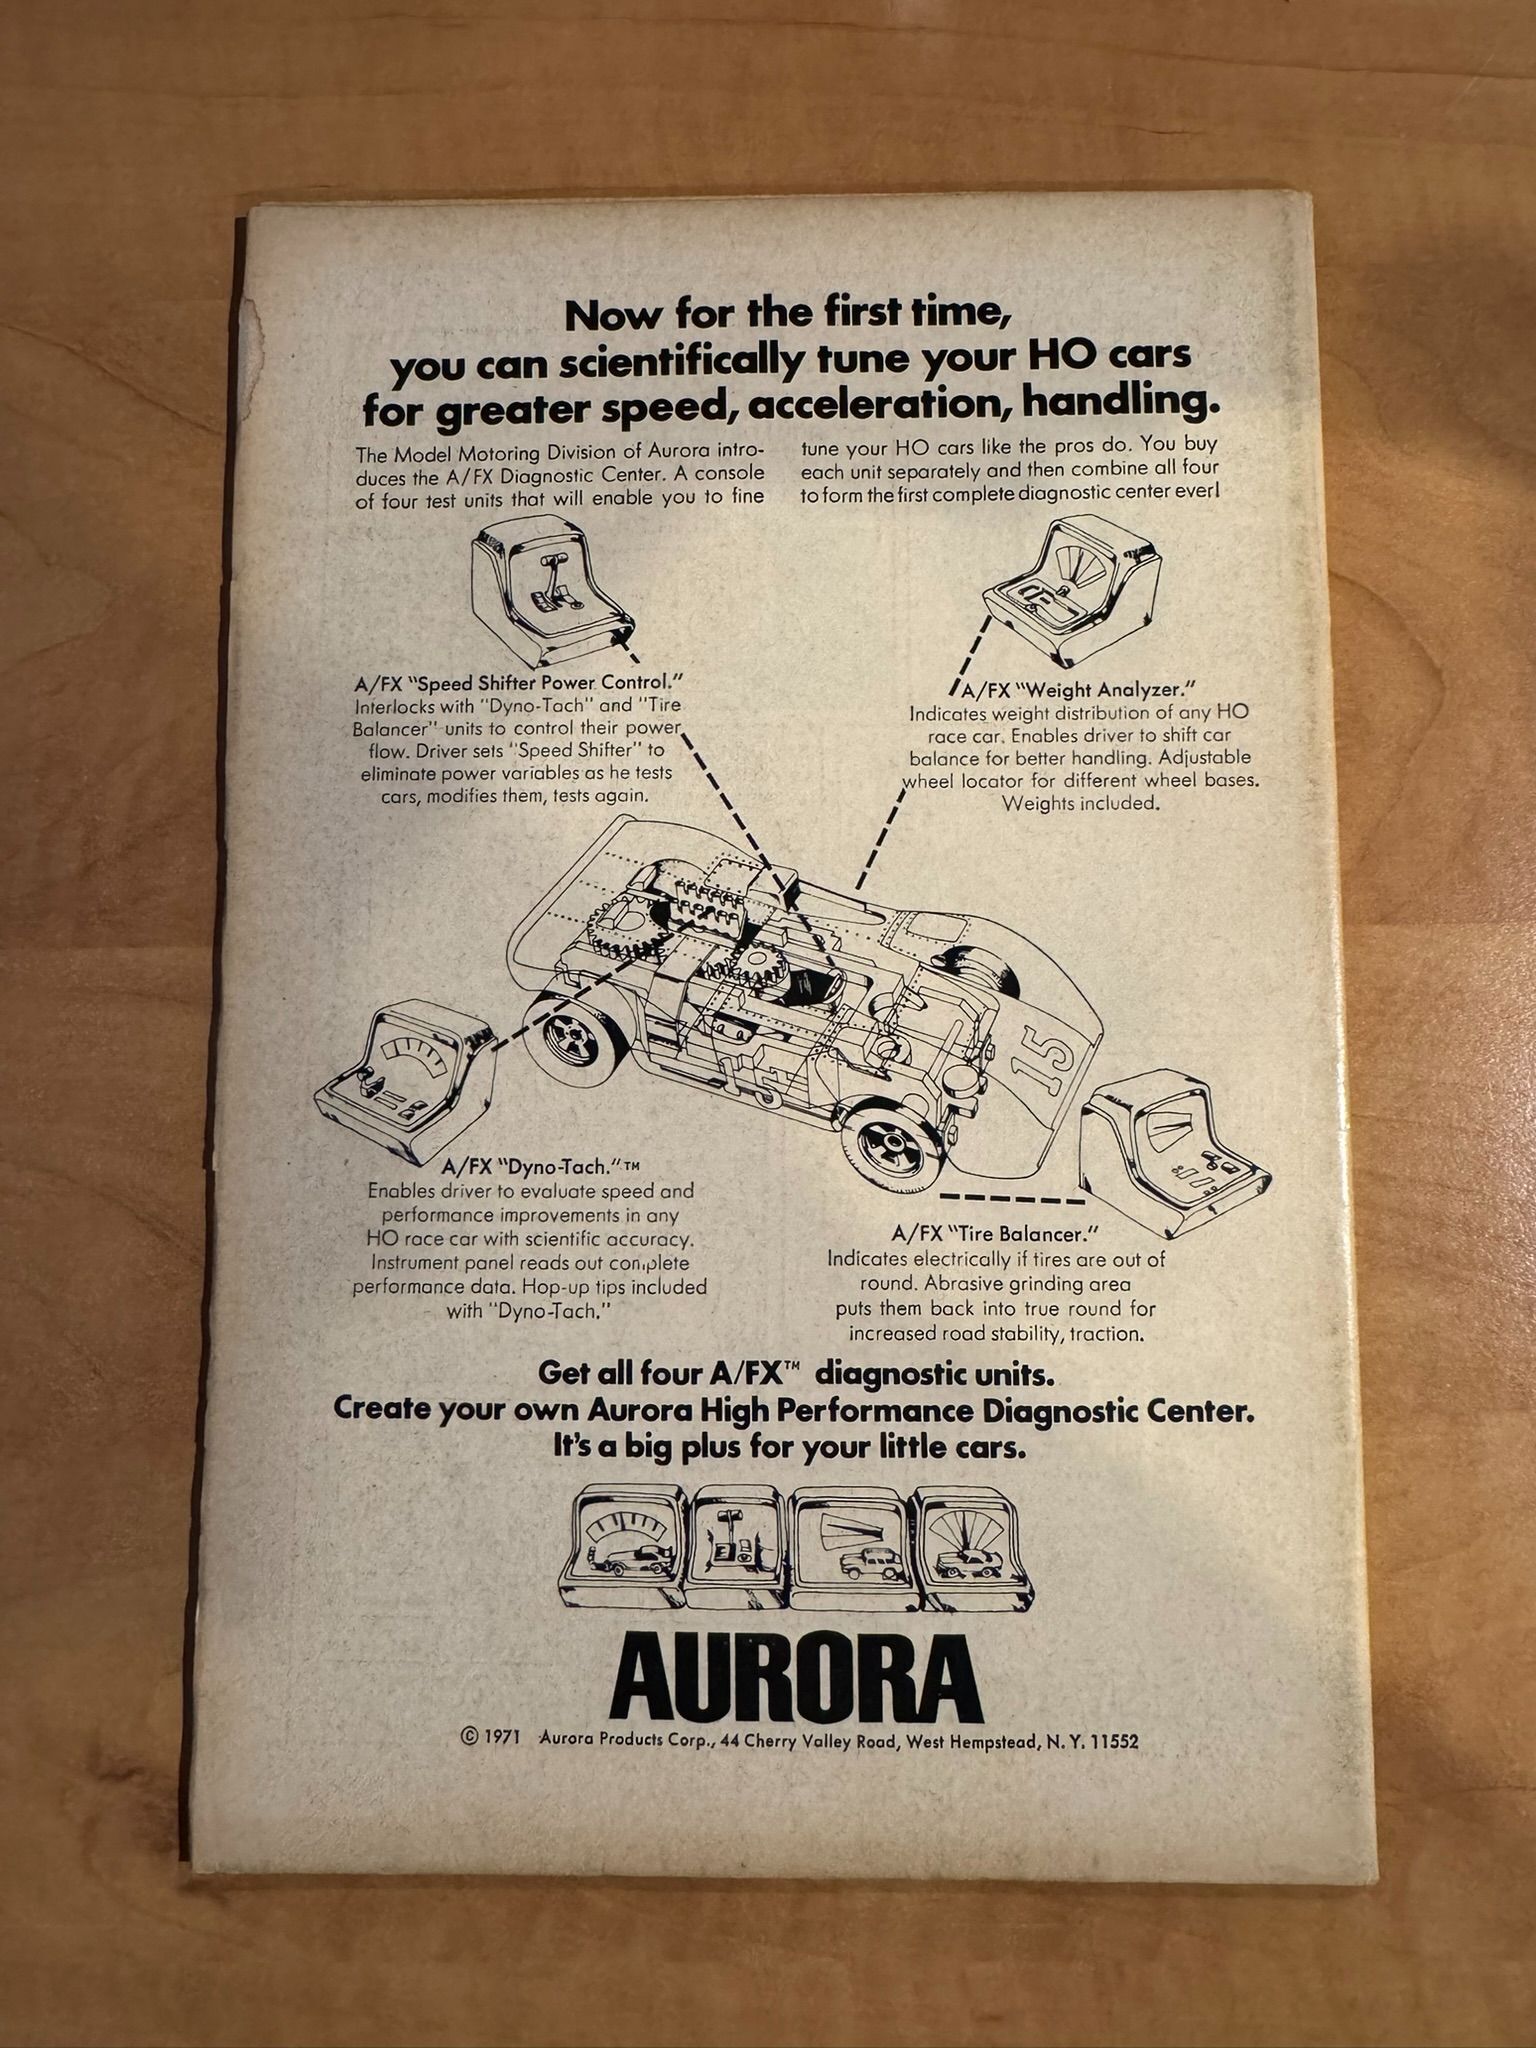 Now for the first time,
you can scientifically tune your HO cars
for greater speed, acceleration, handling.
The Model Motoring Division of Aurora intro-
duces the A/FX Diagnostic Center. A console
of four test units that will enable you to fine
tune your HO cars like the pros do. You buy
each unit separately and then combine all four
to form the first complete diagnostic center ever!
A/FX "Speed Shifter Power Control."
Interlocks with "Dyno-Tach" and "Tire
Balancer" units to control their power
flow. Driver sets "Speed Shifter" to
eliminate power variables as he tests
cars, modifies them, tests again.
A/FX "Weight Analyzer."
Indicates weight distribution of any HO
race car. Enables driver to shift car
balance for better handling. Adjustable
wheel locator for different wheel bases.
Weights included.
15
15
A/FX "Dyno-Tach."™
Enables driver to evaluate speed and
performance improvements in any
HO race car with scientific accuracy.
Instrument panel reads out complete
performance data. Hop-up tips included
with "Dyno-Tach."
A/FX "Tire Balancer."
Indicates electrically if tires are out of
round. Abrasive grinding area
puts them back into true round for
increased road stability, traction.
Get all four A/FX™ diagnostic units.
Create your own Aurora High Performance Diagnostic Center.
It's a big plus for your little cars.
AURORA
© 1971 Aurora Products Corp., 44 Cherry Valley Road, West Hempstead, N. Y. 11552